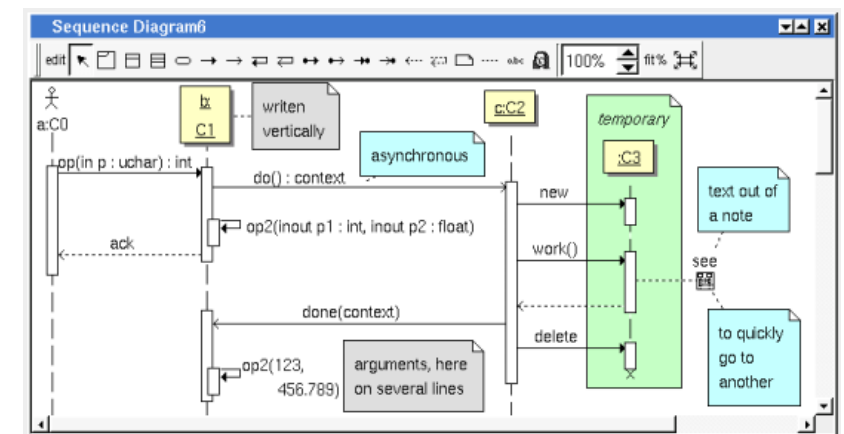 Sequence Diagram6
edit
abc
100%
fit%
a:C0
b:
C1
writen
vertically
c:C2
temporary
:C3
asynchronous
op(in p : uchar) : int
do() : context
new
text out of
a note
op2(inout p1 : int, inout p2 : float)
ack
work()
see
done(context)
delete
to quickly
go to
another
op2(123,
456.789)
arguments, here
on several lines